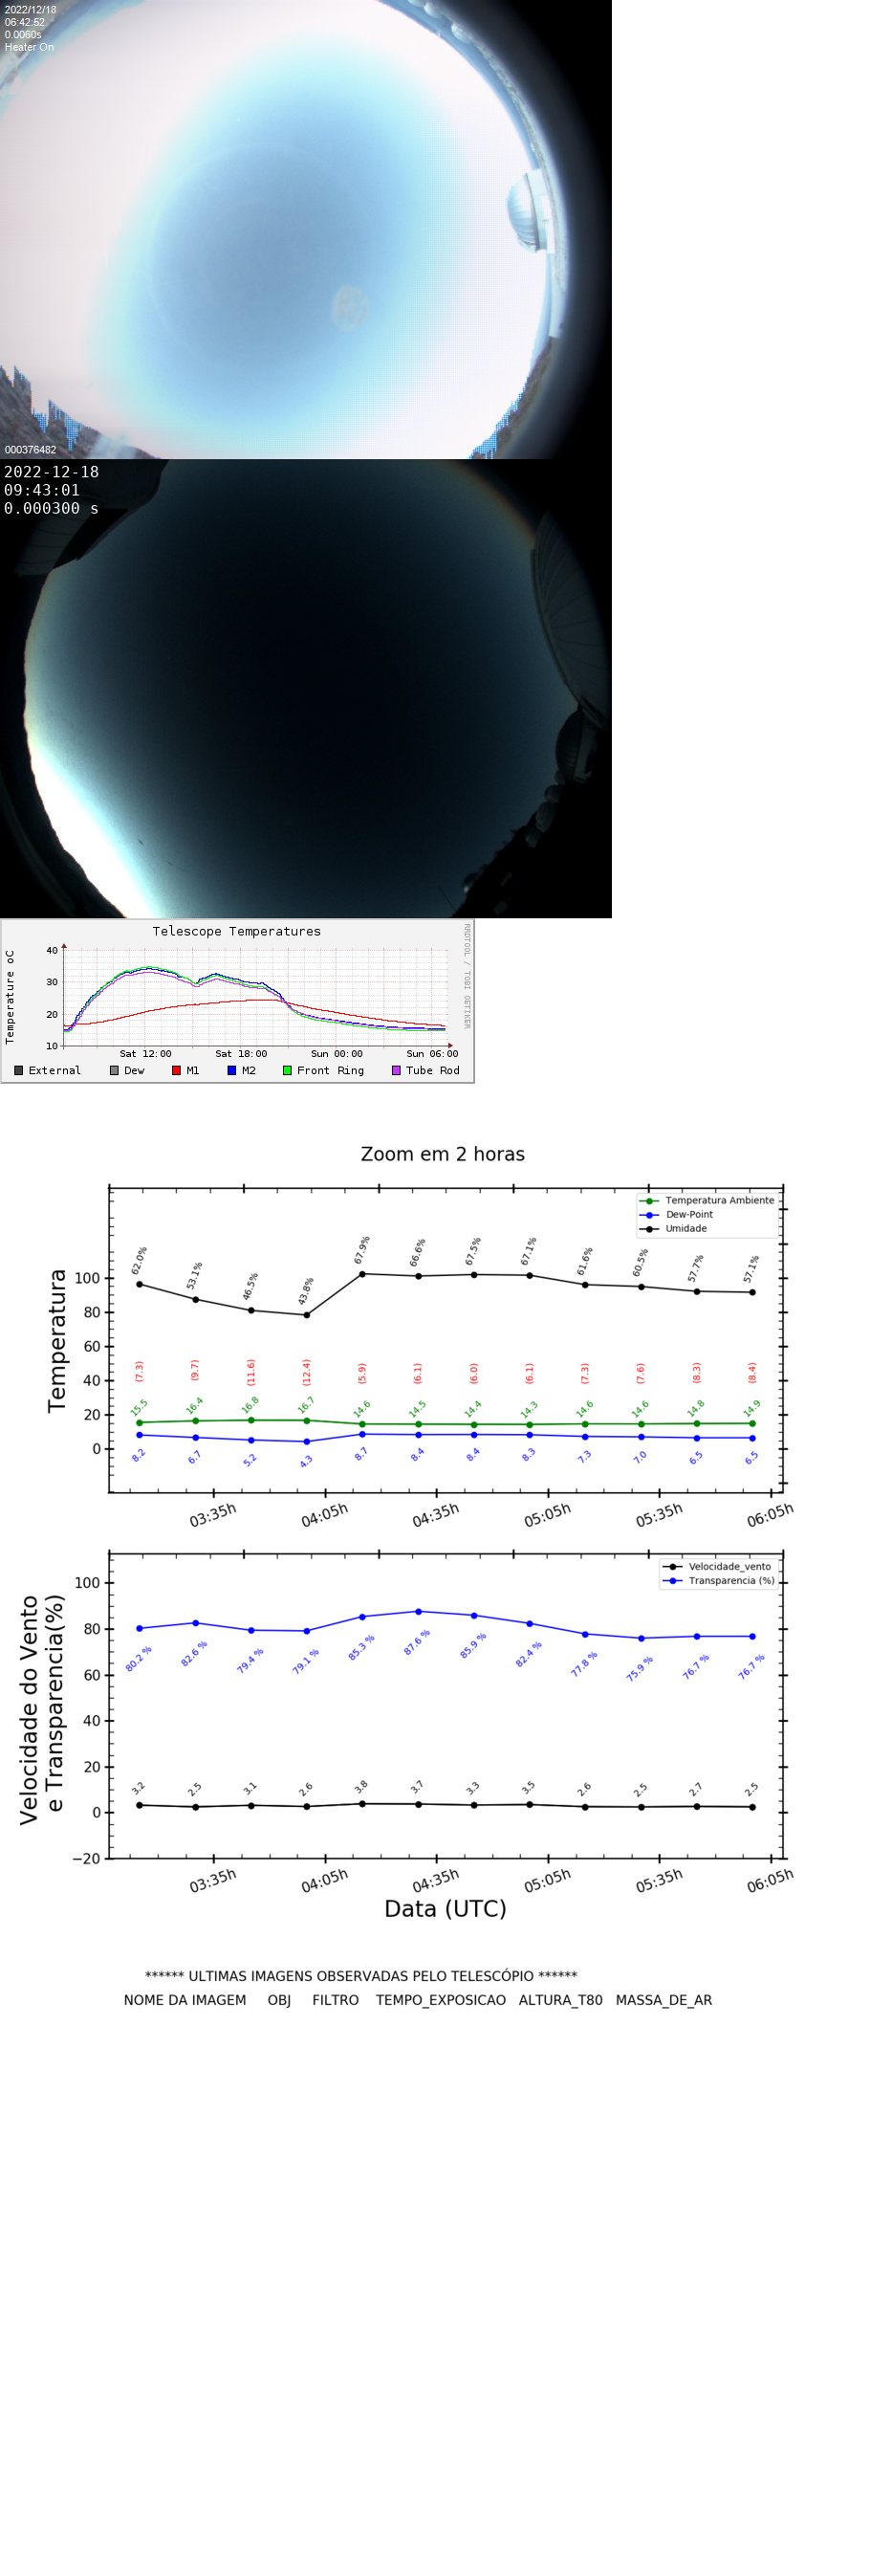 2022/12/18
06:42:52
0.0060s
Heater On
000376482
2022-12-18
09:43:01
0.000300 s
Telescope Temperatures
RRDTOOL / TOBI OETIKER
Temperature oC
40
30
20
10
Sat 12:00 Sat 18:00 Sun 00:00 Sun 06:00
External Dew M1 M2 Front Ring Tube Rod
Zoom em 2 horas
Temperatura Ambiente
Dew-Point
Umidade
Temperatura
100
80
60
40
20
0
62.0% 53.1% 46.5% 43.8% 67.9% 66.6% 67.5% 67.1% 61.6% 60.5% 57.7% 57.1%
(7.3) (9.7) (11.6) (12.4) (5.9) (6.1) (6.0) (6.1) (7.3) (7.6) (8.3) (8.4)
15.5 16.4 16.8 16.7 14.6 14.5 14.4 14.3 14.6 14.6 14.8 14.9
8.2 6.7 5.2 4.3 8.7 8.4 8.4 8.3 7.3 7.0 6.5 6.5
03:35h 04:05h 04:35h 05:05h 05:35h 06:05h
Velocidade_vento
Transparencia (%)
Velocidade do Vento
e Transparencia(%)
100
80
60
40
20
0
−20
80.2 % 82.6 % 79.4 % 79.1 % 85.3 % 87.6 % 85.9 % 82.4 % 77.8 % 75.9 % 76.7 % 76.7 %
3.2 2.5 3.1 2.6 3.8 3.7 3.3 3.5 2.6 2.5 2.7 2.5
03:35h 04:05h 04:35h 05:05h 05:35h 06:05h
Data (UTC)
****** ULTIMAS IMAGENS OBSERVADAS PELO TELESCÓPIO ******
NOME DA IMAGEM OBJ FILTRO TEMPO_EXPOSICAO ALTURA_T80 MASSA_DE_AR